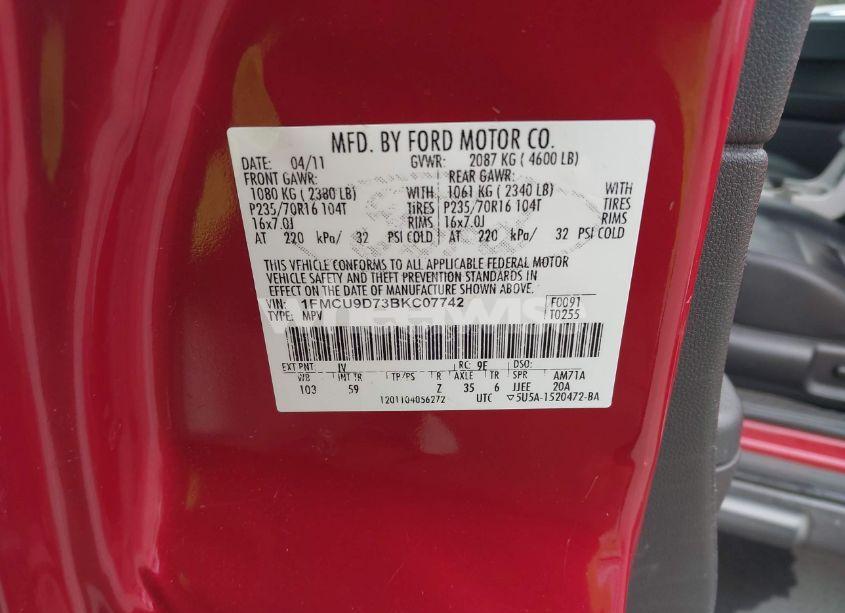 MFD. BY FORD MOTOR CO.
DATE: 04/11 GVWR: 2087 KG ( 4600 LB)
FRONT GAWR: REAR GAWR:
1080 KG ( 2380 LB) WITH 1061 KG ( 2340 LB) WITH
P235/70R16 104T TIRES P235/70R16 104T TIRES
16x7.0J RIMS 16x7.0J RIMS
AT 220 kPa/ 32 PSI COLD AT 220 kPa/ 32 PSI COLD
THIS VEHICLE CONFORMS TO ALL APPLICABLE FEDERAL MOTOR
VEHICLE SAFETY AND THEFT PREVENTION STANDARDS IN
EFFECT ON THE DATE OF MANUFACTURE SHOWN ABOVE.
VIN: 1FMCU9D73BKC07742 F0091
TYPE: MPV T0255
EXT PNT: JV RC: 9E DSO:
WB INT TR TP/PS R AXLE TR SPR AM71A
103 59 Z 35 6 JJEE 20A
1201104056272 UTC ▽5U5A-1520472-BA